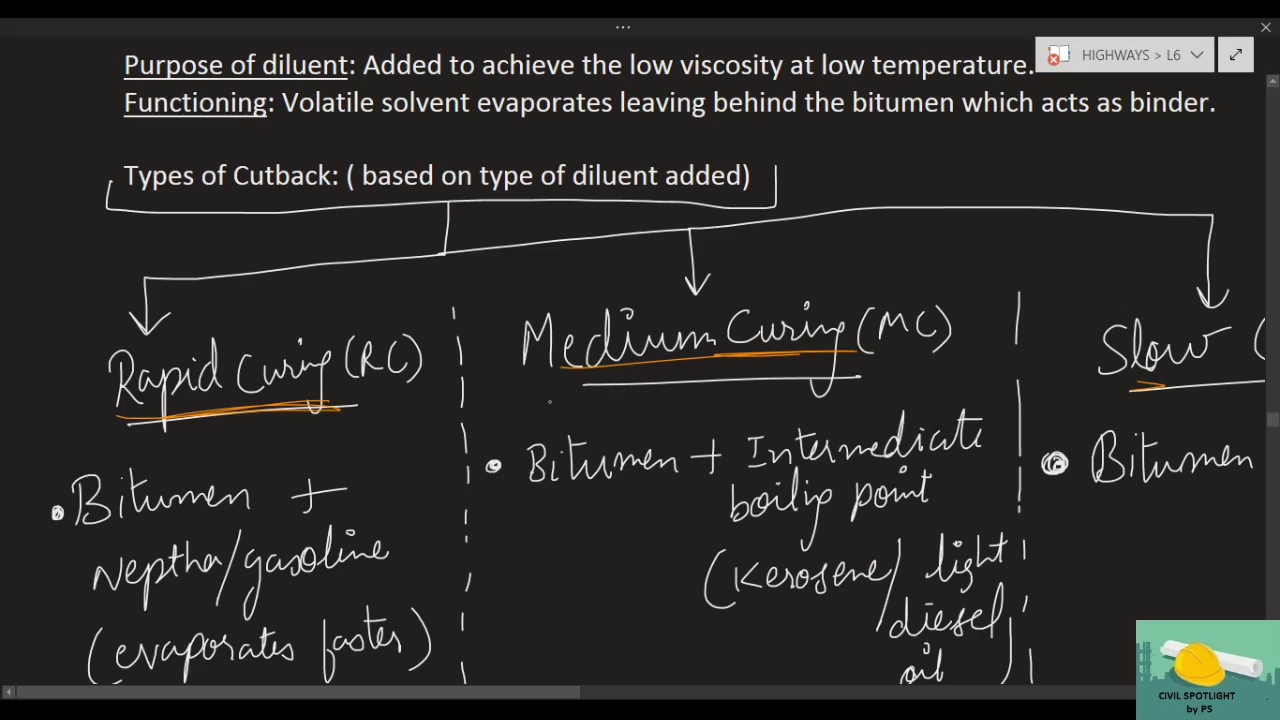 HIGHWAYS > L6
Purpose of diluent: Added to achieve the low viscosity at low temperature.
Functioning: Volatile solvent evaporates leaving behind the bitumen which acts as binder.
Types of Cutback: ( based on type of diluent added)
Rapid Curing (RC)
Bitumen +
Neptha/gasoline
(evaporates faster)
Medium Curing (MC)
Bitumen + Intermediate
boilig point
(Kerosene/light
diesel
oil)
Slow (
Bitumen
CIVIL SPOTLIGHT
by PS